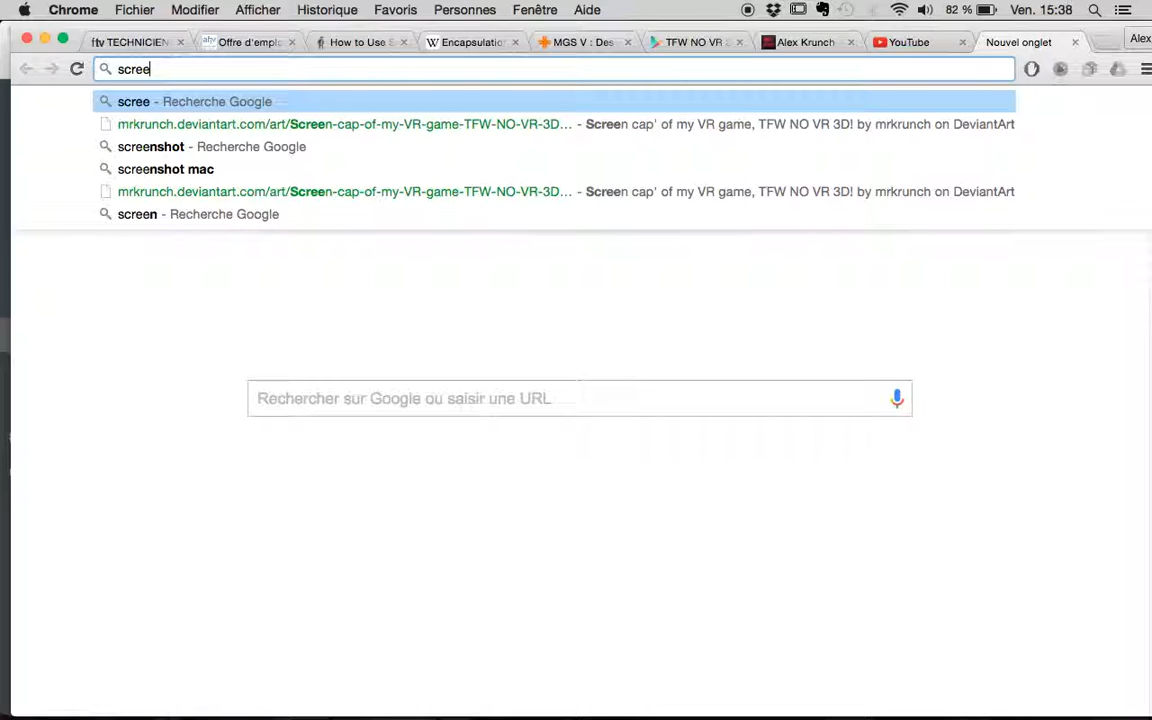 Chrome Fichier Modifier Afficher Historique Favoris Personnes Fenêtre Aide 82 % Ven. 15:38
ftv TECHNICIEN Offre d'emplo How to Use Encapsulation MGS V : Des TFW NO VR Alex Krunch YouTube Nouvel onglet Alex
scree
scree - Recherche Google
mrkrunch.deviantart.com/art/Screen-cap-of-my-VR-game-TFW-NO-VR-3D... - Screen cap' of my VR game, TFW NO VR 3D! by mrkrunch on DeviantArt
screenshot - Recherche Google
screenshot mac
mrkrunch.deviantart.com/art/Screen-cap-of-my-VR-game-TFW-NO-VR-3D... - Screen cap' of my VR game, TFW NO VR 3D! by mrkrunch on DeviantArt
screen - Recherche Google
Rechercher sur Google ou saisir une URL